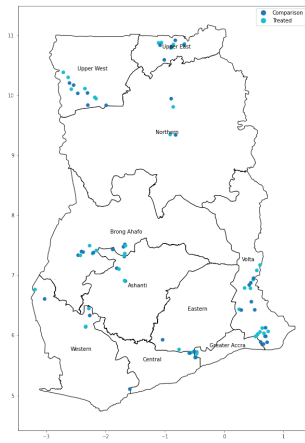 Comparison
Treated
Upper East
Upper West
Northern
Brong Ahafo
Volta
Ashanti
Eastern
Western
Greater Accra
Central
11
10
9
8
7
6
5
−3
−2
−1
0
1